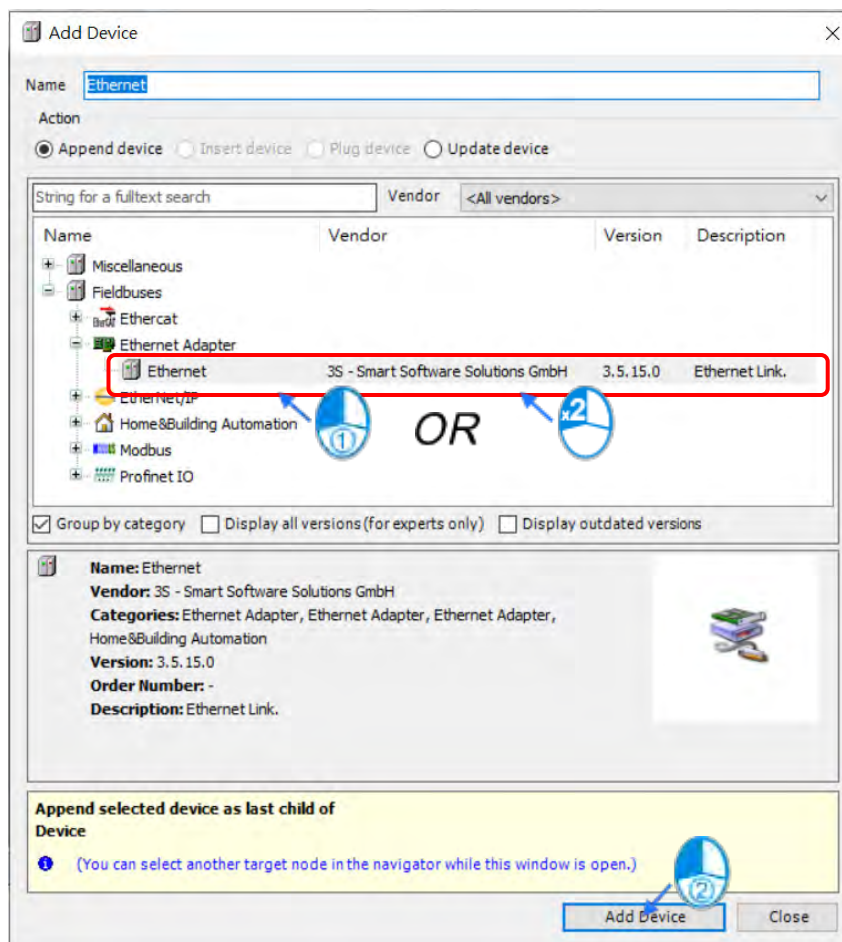 Add Device
Name Ethernet
Action
Append device Insert device Plug device Update device
String for a fulltext search Vendor <All vendors>
Name Vendor Version Description
Miscellaneous
Fieldbuses
EtherCAT Ethercat
Ethernet Adapter
Ethernet 3S - Smart Software Solutions GmbH 3.5.15.0 Ethernet Link.
EtherNet/IP
x2
Home&Building Automation
1 OR
Modbus
Profinet IO
Group by category Display all versions (for experts only) Display outdated versions
Name: Ethernet
Vendor: 3S - Smart Software Solutions GmbH
Categories: Ethernet Adapter, Ethernet Adapter, Ethernet Adapter,
Home&Building Automation
Version: 3.5.15.0
Order Number: -
Description: Ethernet Link.
Append selected device as last child of
Device
(You can select another target node in the navigator while this window is open.)
2
Add Device Close